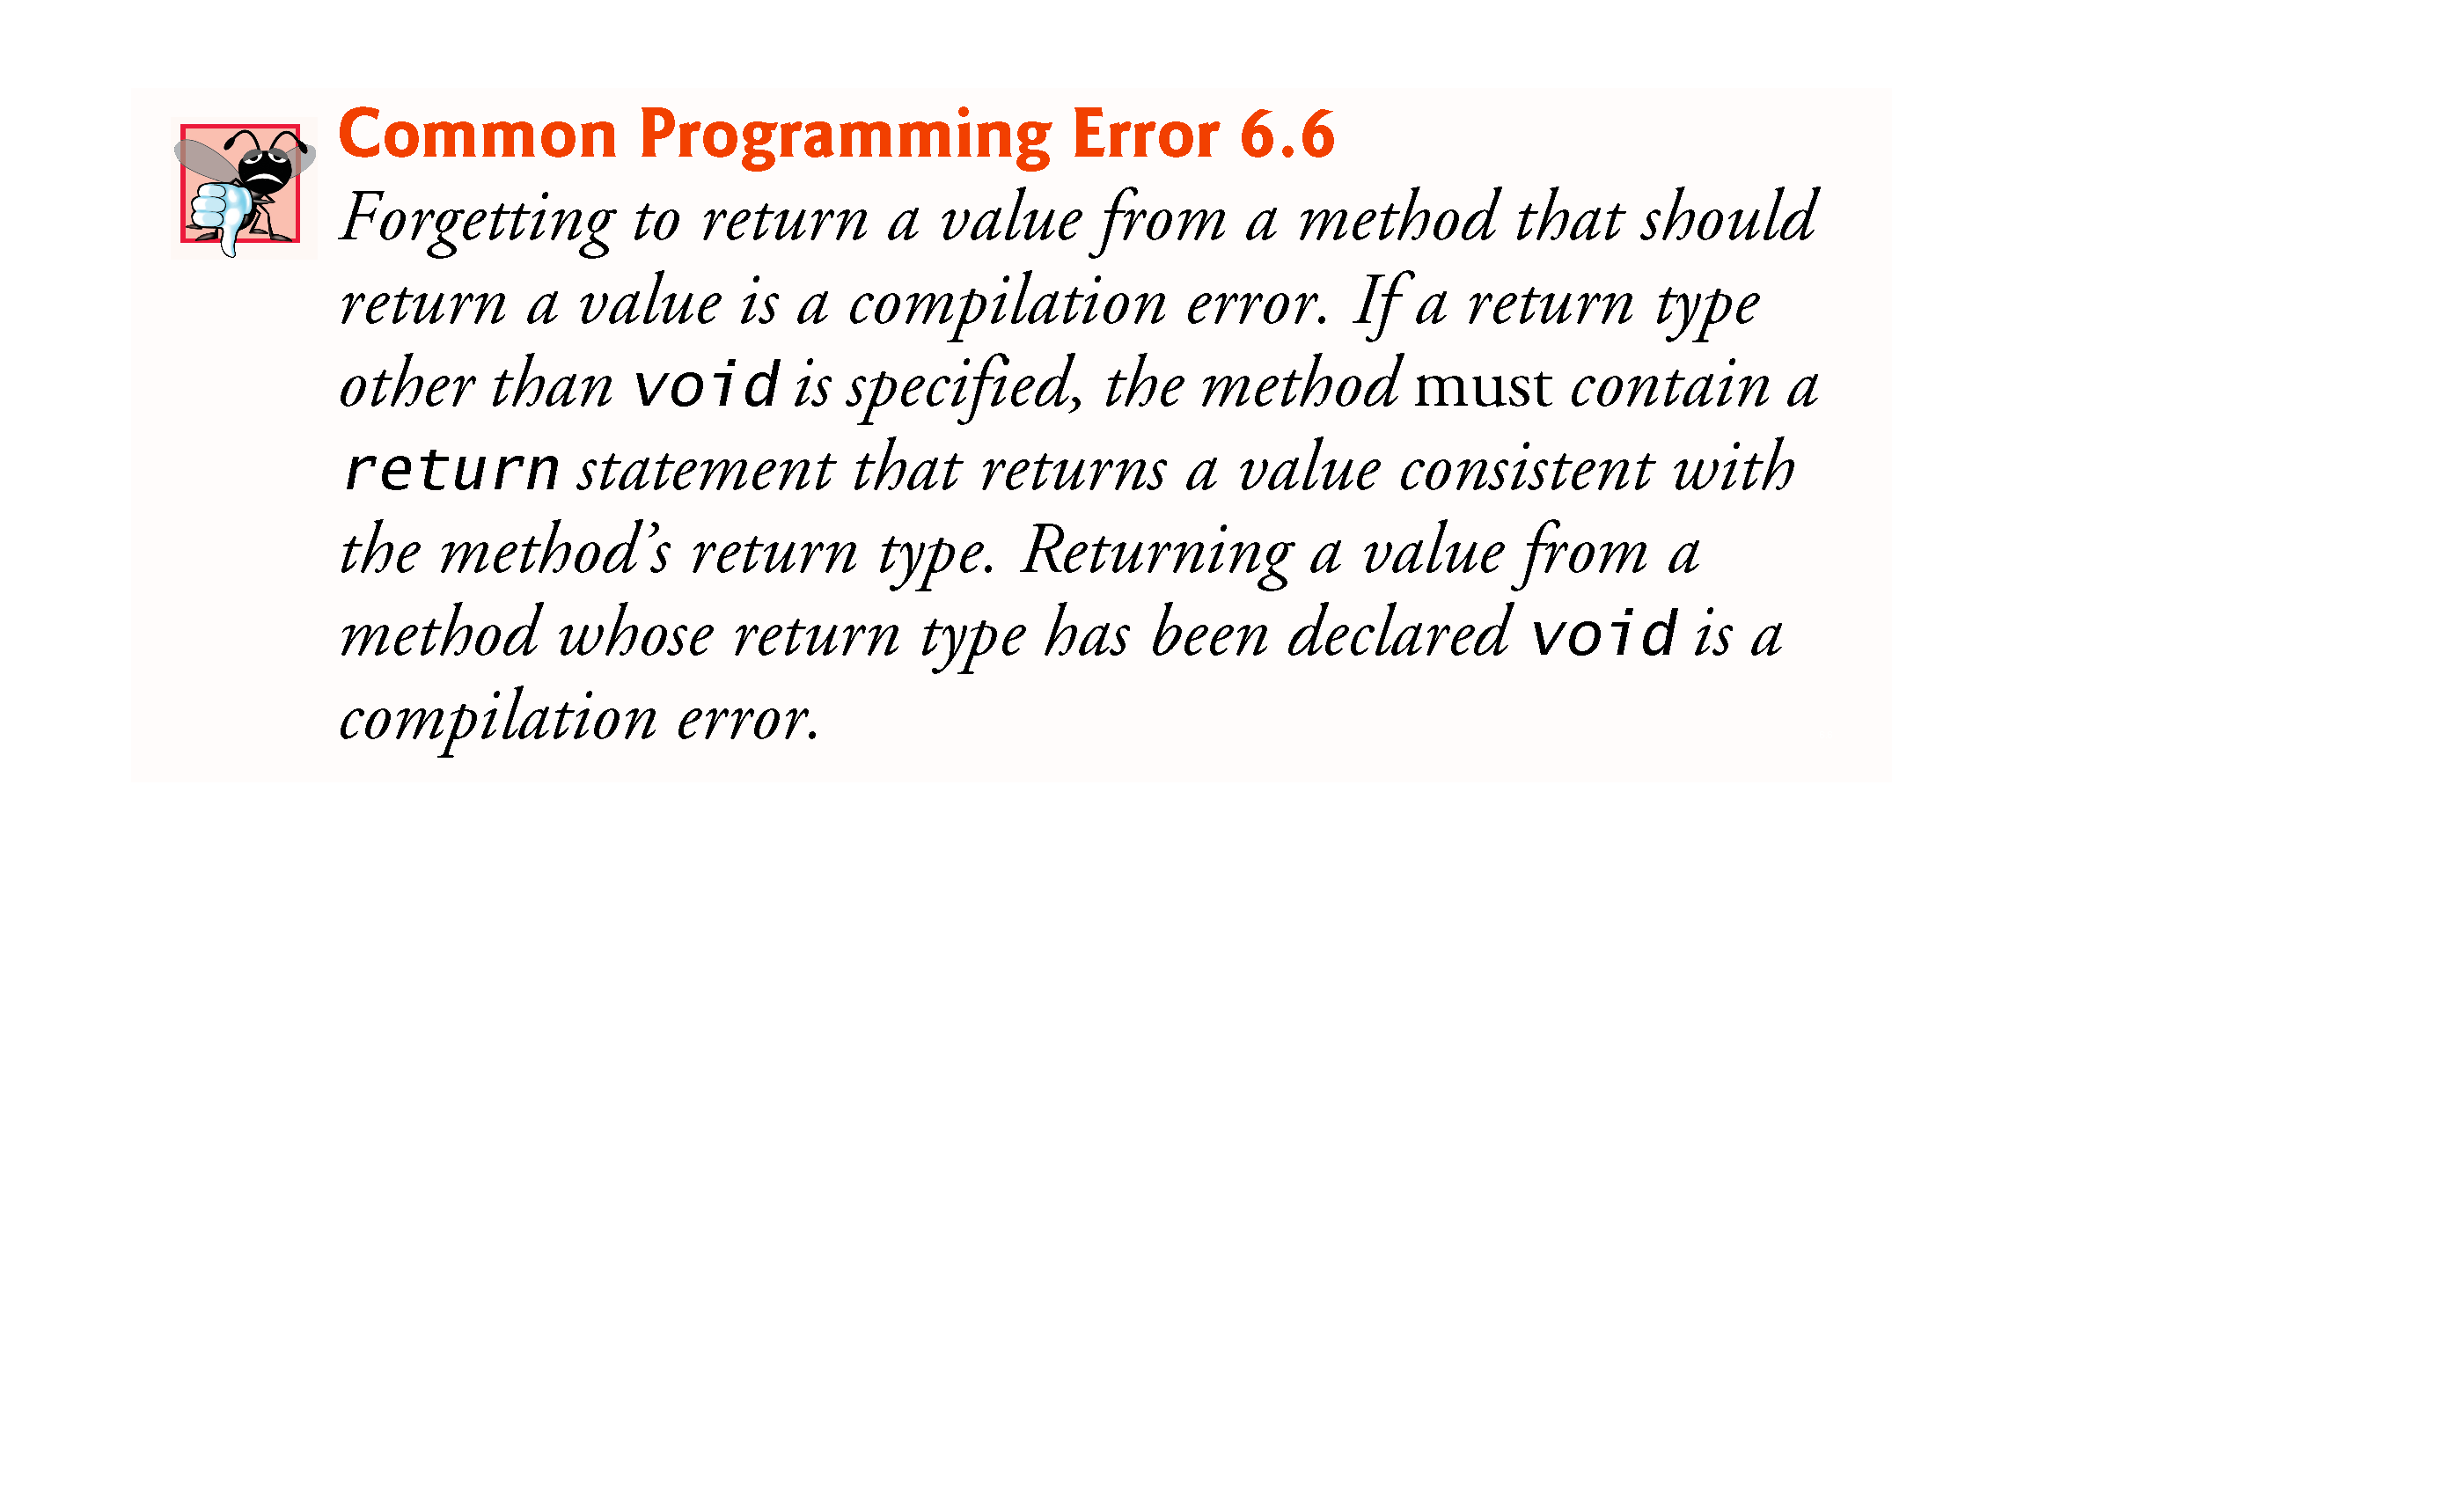 Common Programming Error 6.6
Forgetting to return a value from a method that should
return a value is a compilation error. If a return type
other than void is specified, the method must contain a
return statement that returns a value consistent with
the method’s return type. Returning a value from a
method whose return type has been declared void is a
compilation error.